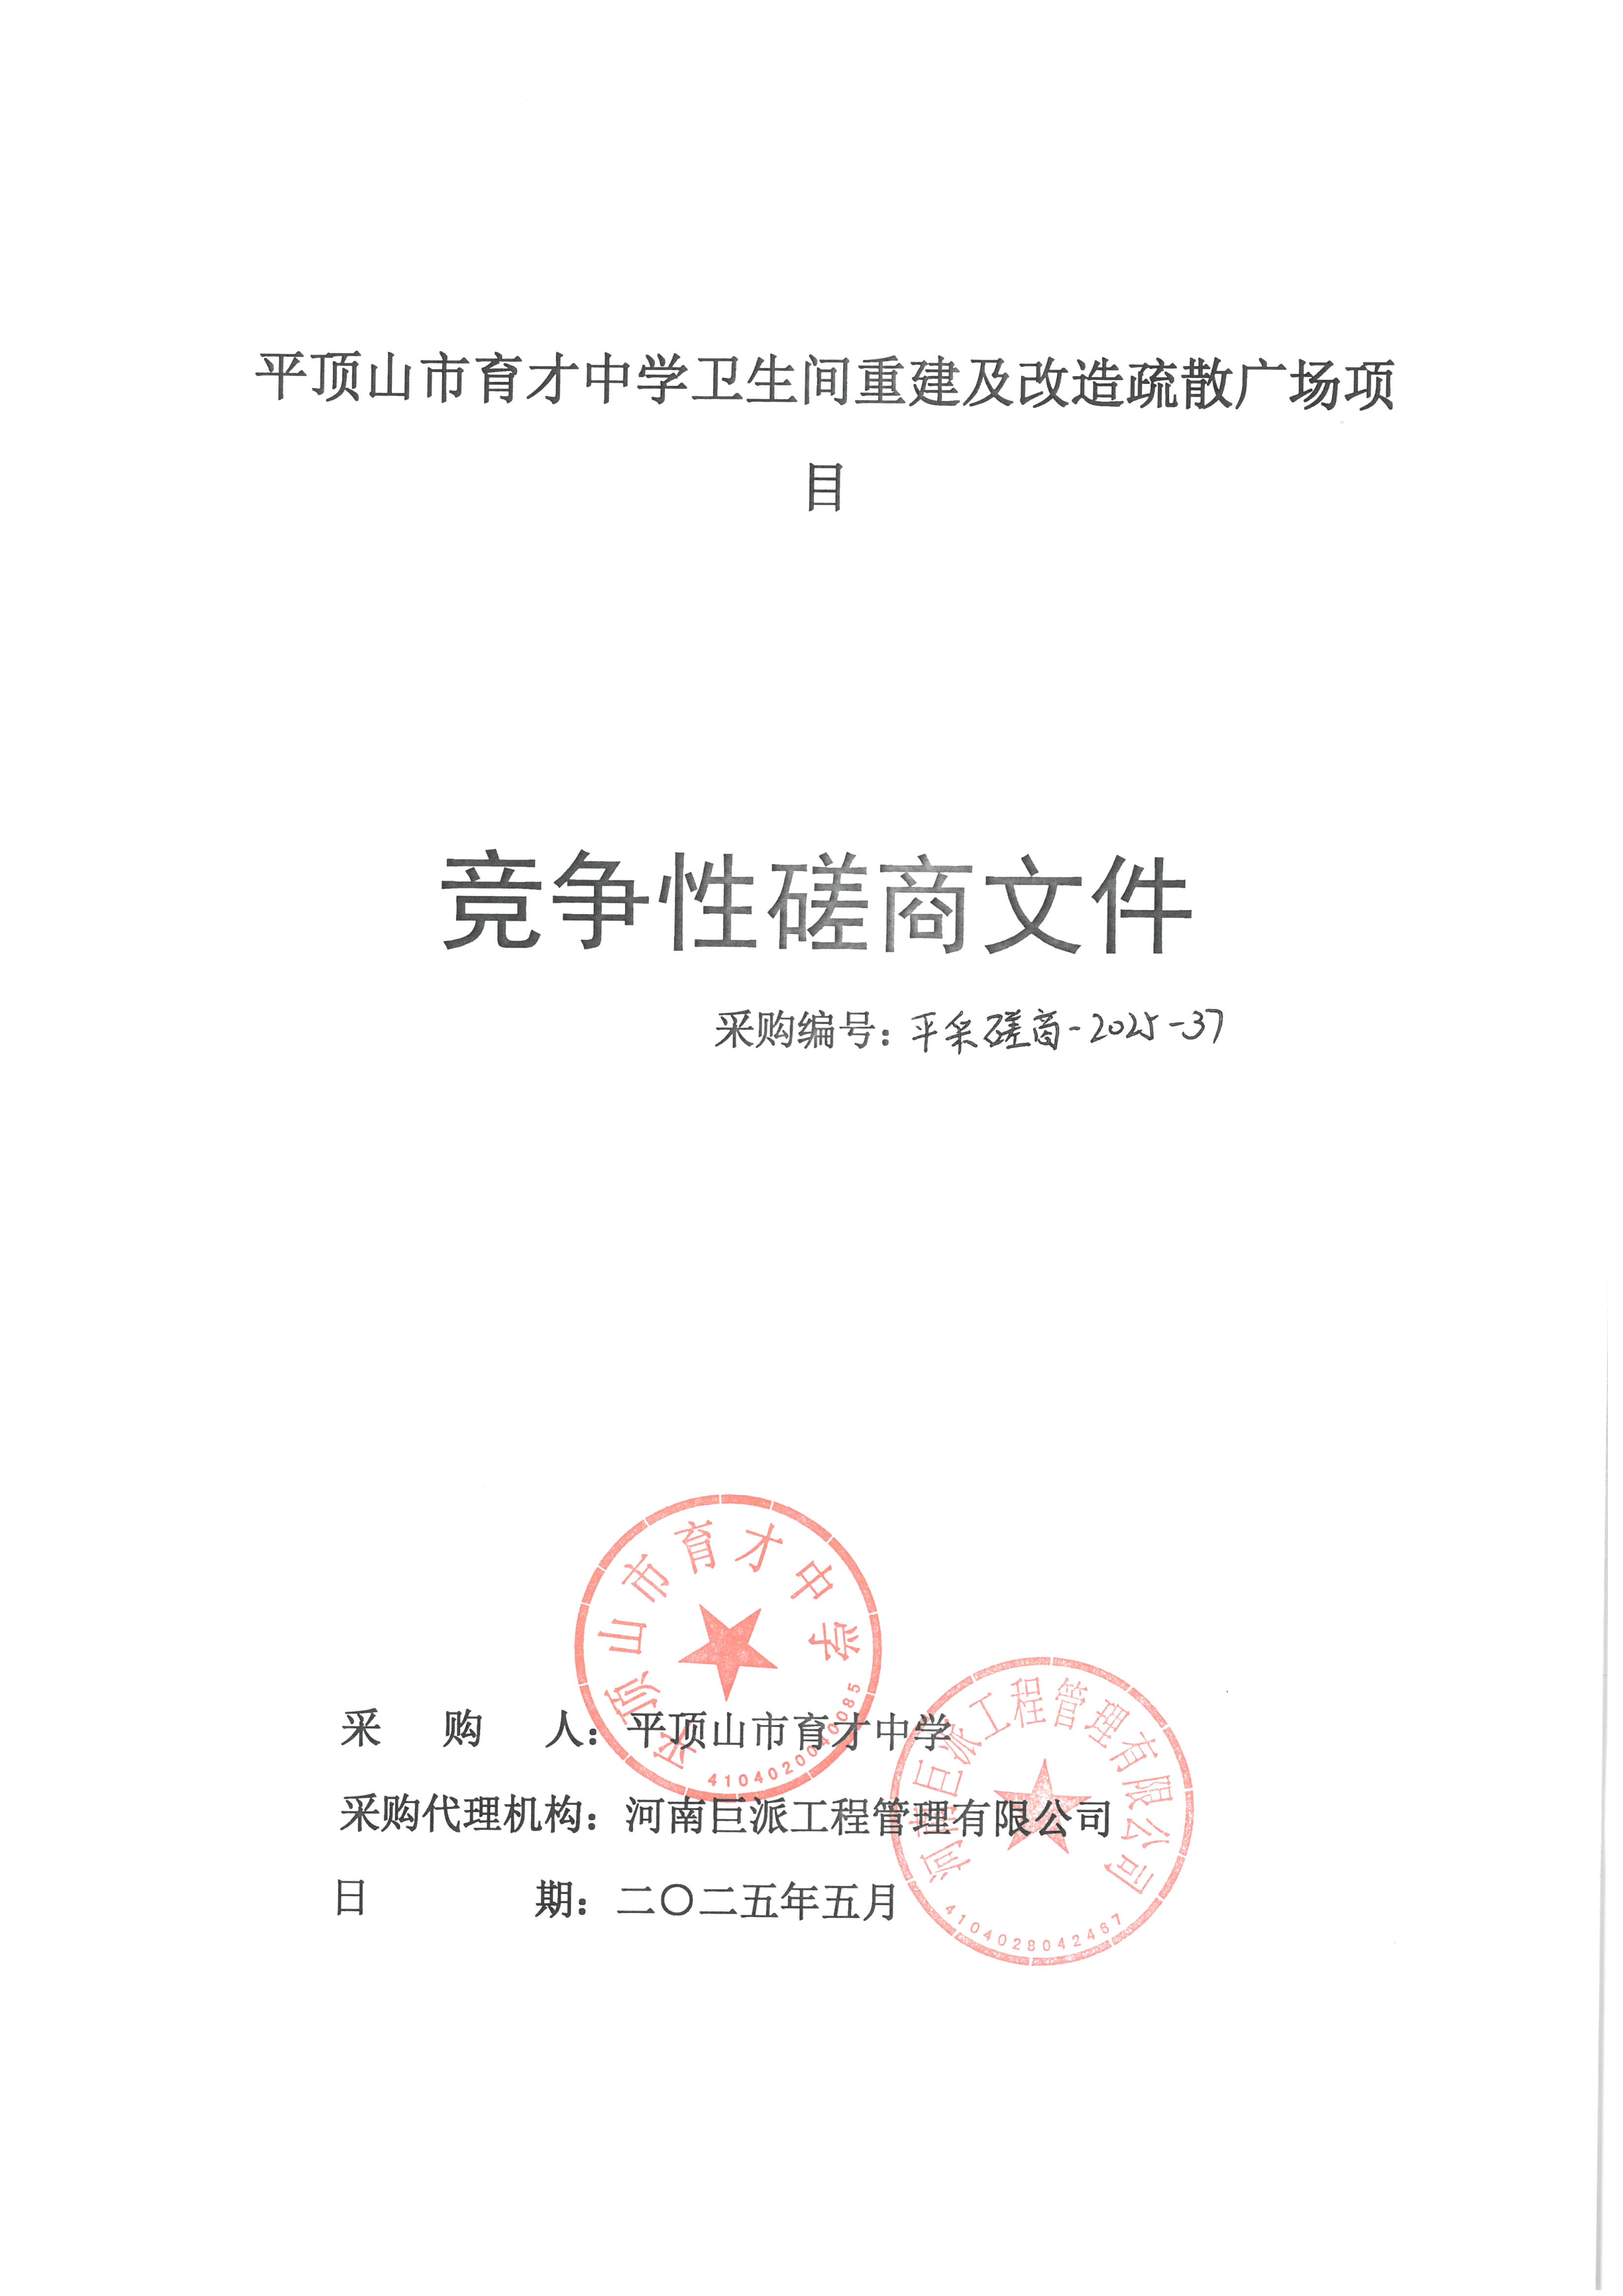 平顶山市育才中学卫生间重建及改造疏散广场项
目
竞争性磋商文件
采购编号：平采磋商-2025-37
平顶山市育才中学
4104020040085
采购人：平顶山市育才中学
河南巨派工程管理有限公司
4104028042467
采购代理机构：河南巨派工程管理有限公司
日期：二〇二五年五月